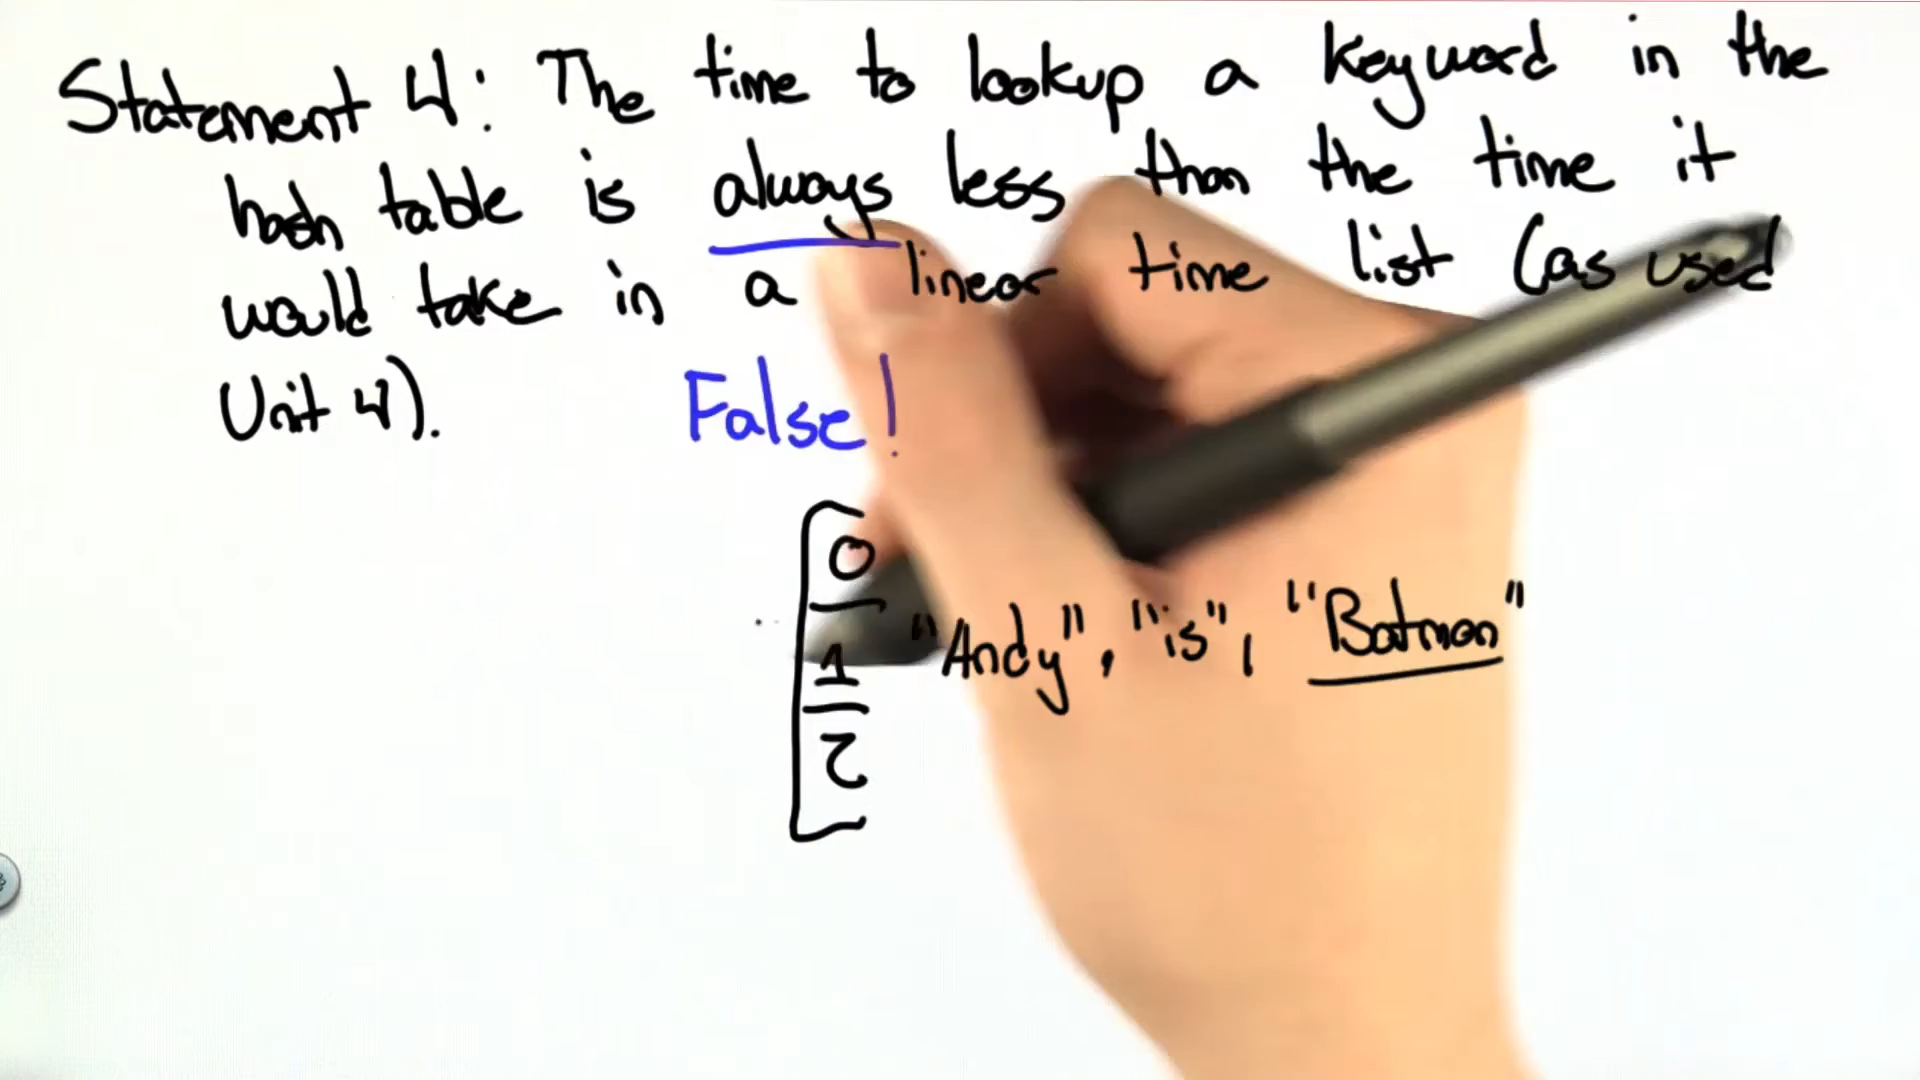 Statement 4: The time to lookup a keyword in the
hash table is always less than the time it
would take in a linear time list (as used
Unit 4).
False!
0
1 "Andy", "is", "Batman"
2